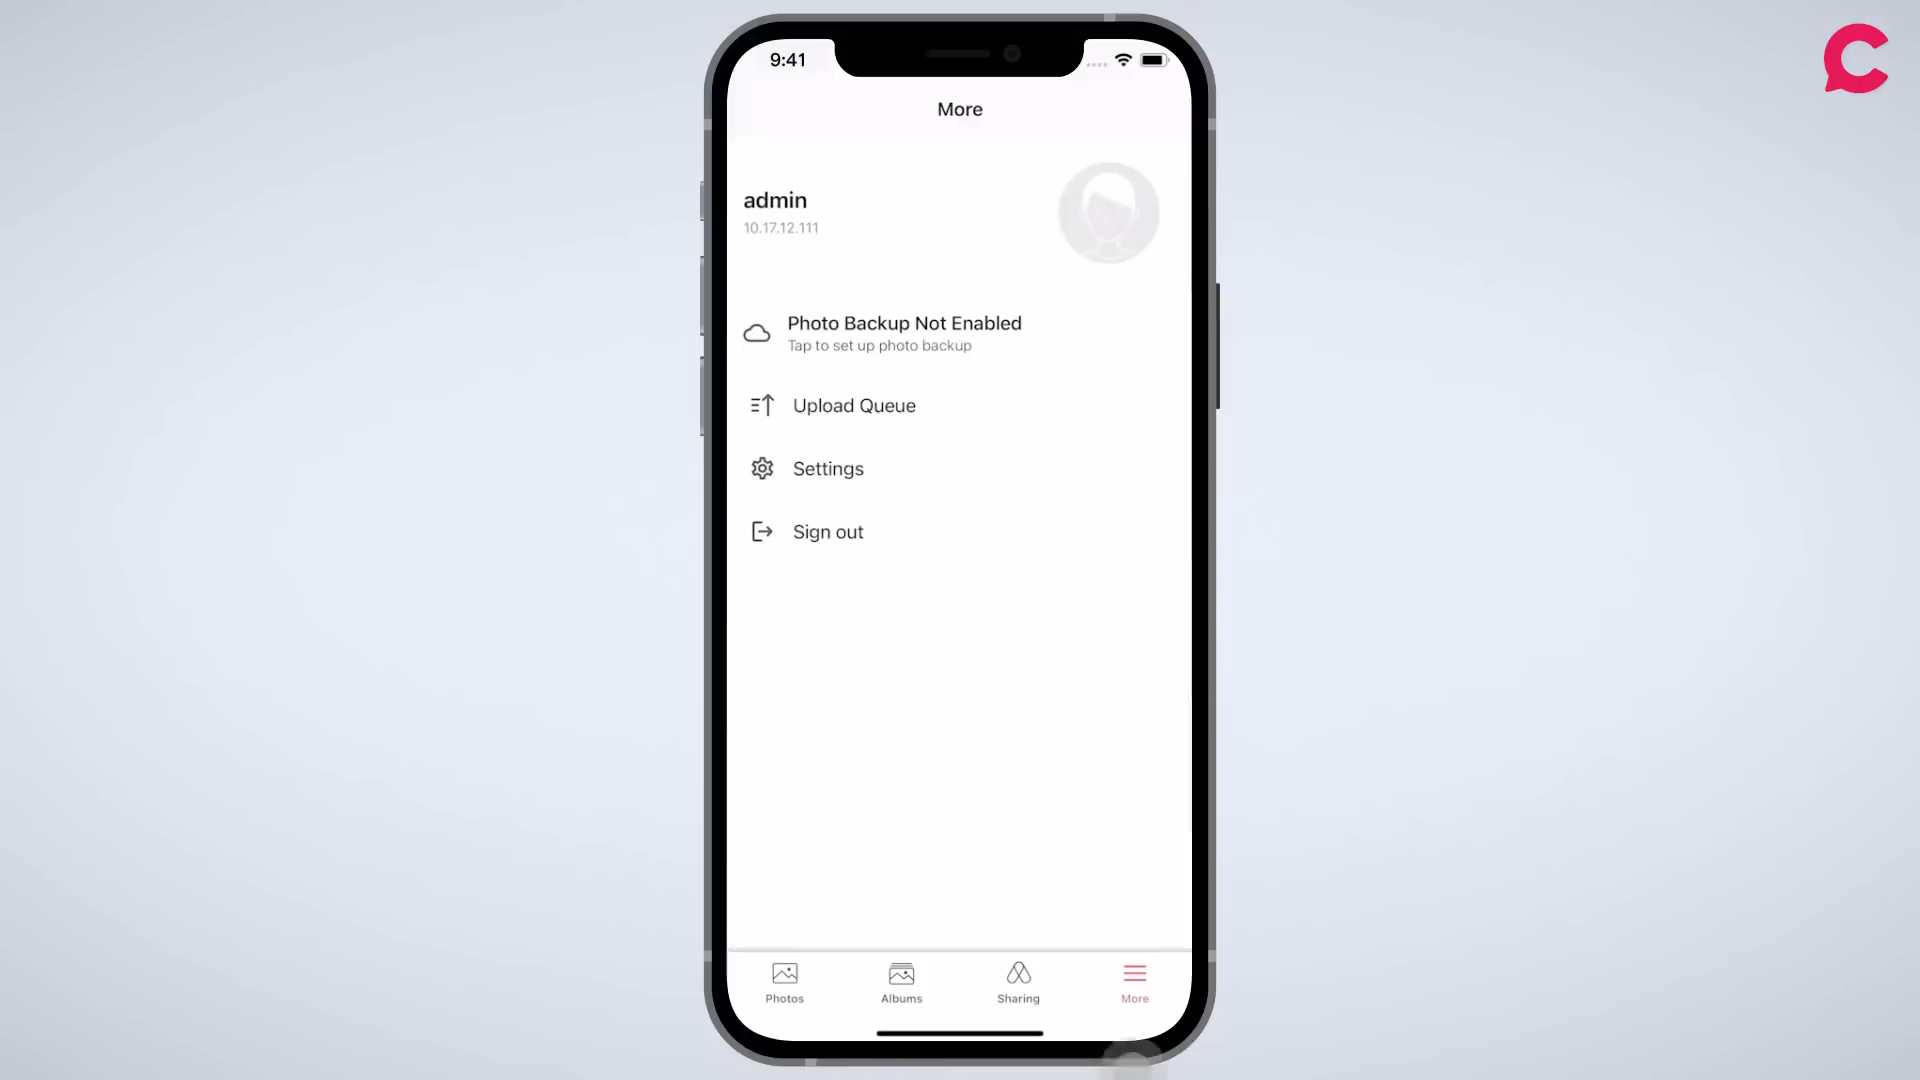 9:41
More
admin
10.17.12.111
Photo Backup Not Enabled
Tap to set up photo backup
Upload Queue
Settings
Sign out
Photos
Albums
Sharing
More